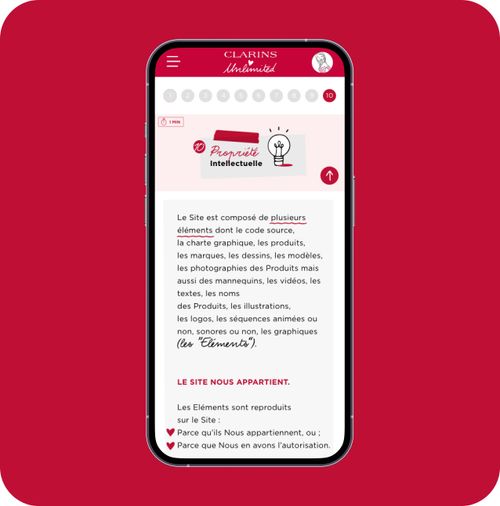 CLARINS
Unlimited
1 2 3 4 5 6 7 8 9 10
1 MIN
10 Propriété
Intellectuelle
Le Site est composé de plusieurs
éléments dont le code source,
la charte graphique, les produits,
les marques, les dessins, les modèles,
les photographies des Produits mais
aussi des mannequins, les vidéos, les
textes, les noms
des Produits, les illustrations,
les logos, les séquences animées ou
non, sonores ou non, les graphiques
(les "Eléments").
LE SITE NOUS APPARTIENT.
Les Eléments sont reproduits
sur le Site :
Parce qu'ils Nous appartiennent, ou ;
Parce que Nous en avons l'autorisation.